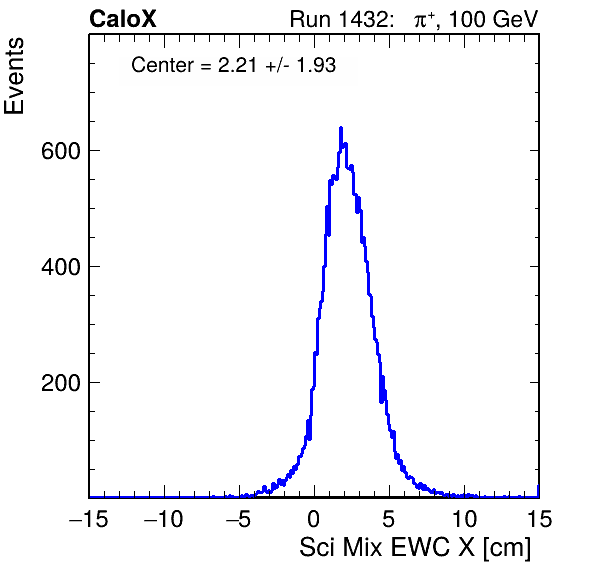 CaloX Run 1432: π⁺, 100 GeV
Events
Center = 2.21 +/- 1.93
600
400
200
−15 −10 −5 0 5 10 15
Sci Mix EWC X [cm]